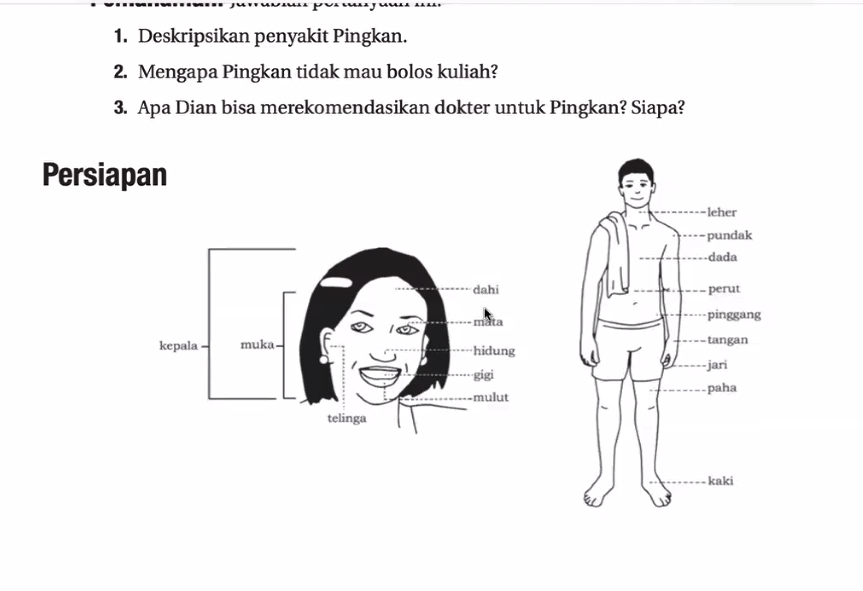 Jawablah pertanyaan ini.
1. Deskripsikan penyakit Pingkan.
2. Mengapa Pingkan tidak mau bolos kuliah?
3. Apa Dian bisa merekomendasikan dokter untuk Pingkan? Siapa?
Persiapan
kepala
muka
dahi
mata
hidung
gigi
mulut
telinga
leher
pundak
dada
perut
pinggang
tangan
jari
paha
kaki